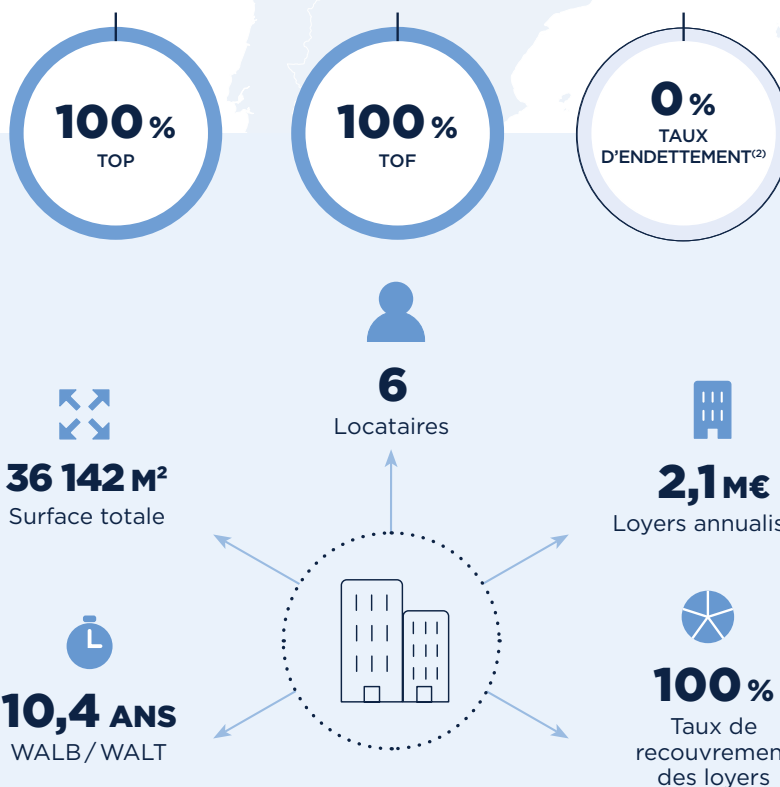 100 %
TOP
100 %
TOF
0 %
TAUX
D'ENDETTEMENT(2)
6
Locataires
36 142 M²
Surface totale
2,1 M€
Loyers
10,4 ANS
WALB / WALT
100 %
Taux de
des loyers